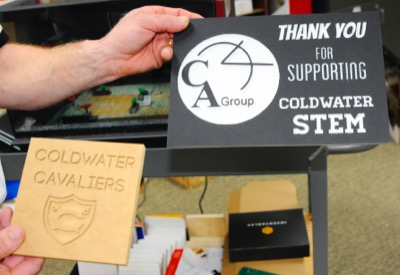 CA Group
THANK YOU
FOR
SUPPORTING
COLDWATER
STEM
COLDWATER
CAVALIERS